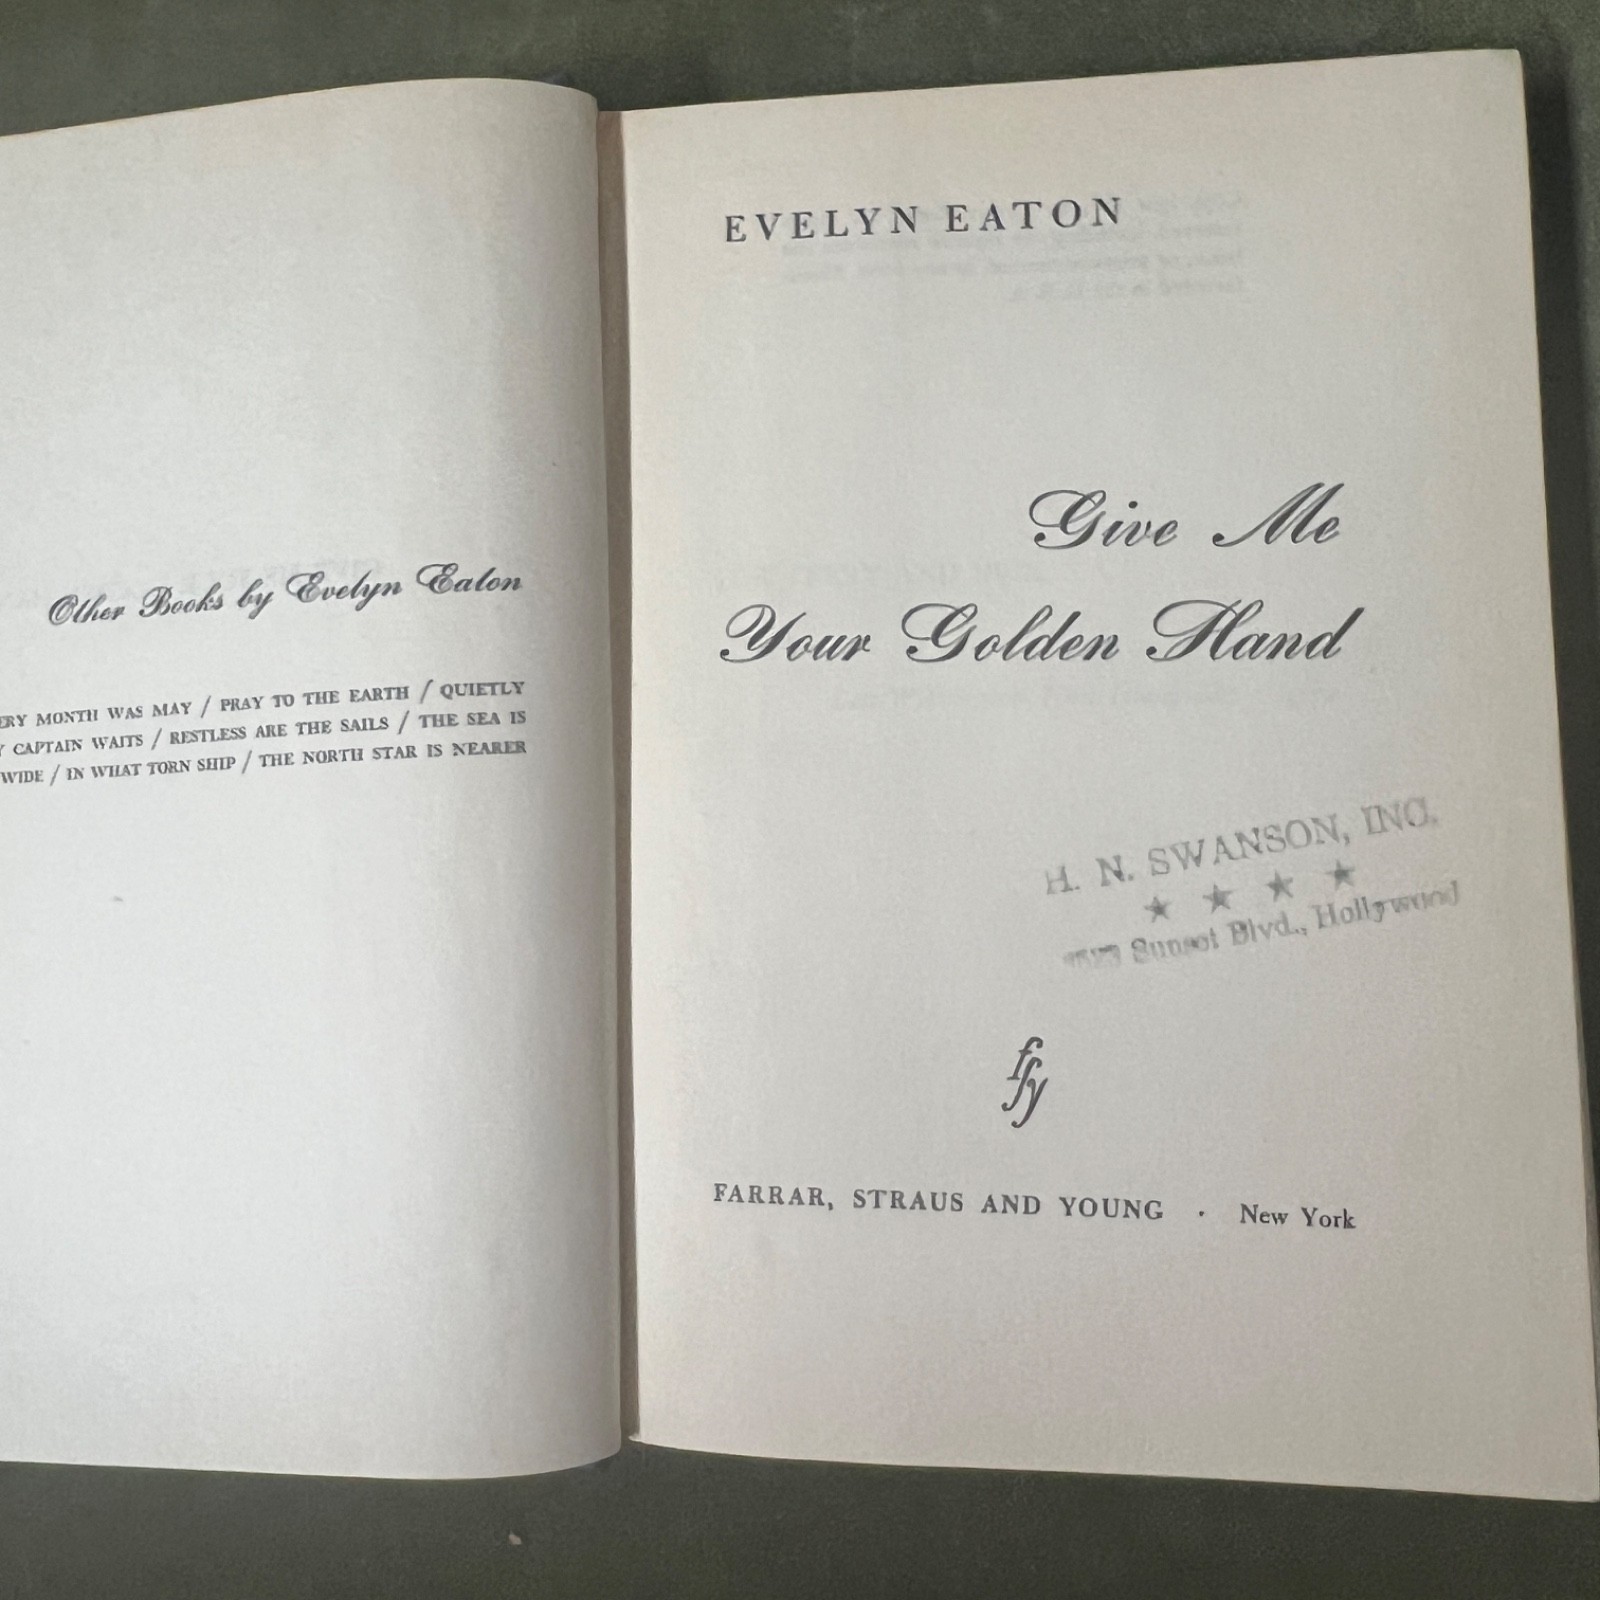 Other Books by Evelyn Eaton
ERY MONTH WAS MAY / PRAY TO THE EARTH / QUIETLY
Y CAPTAIN WAITS / RESTLESS ARE THE SAILS / THE SEA IS
WIDE / IN WHAT TORN SHIP / THE NORTH STAR IS NEARER
EVELYN EATON
Give Me
Your Golden Hand
H. N. SWANSON, INC.
★ ★ ★ ★
Sunset Blvd., Hollywood
ffy
FARRAR, STRAUS AND YOUNG · New York